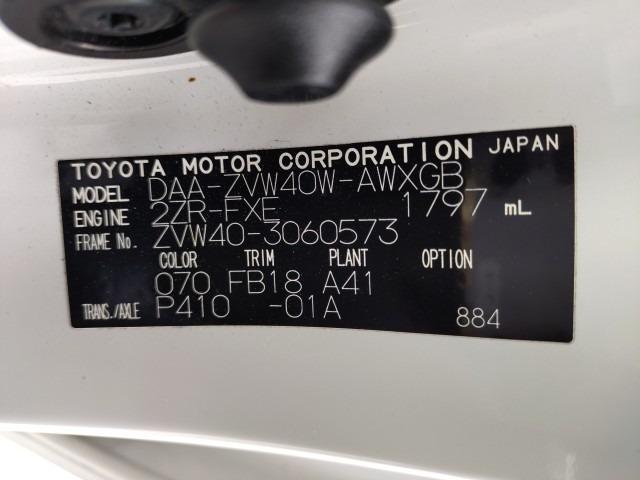 TOYOTA MOTOR CORPORATION JAPAN
MODEL DAA-ZVW40W-AWXGB
ENGINE 2ZR-FXE 1797 mL
FRAME No. ZVW40-3060573
COLOR TRIM PLANT OPTION
070 FB18 A41
TRANS./AXLE P410 -01A 884